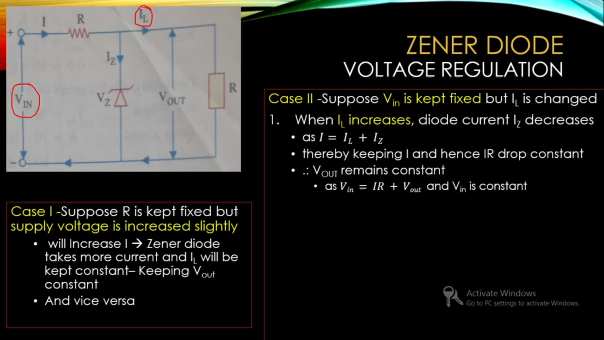 I
R
I_L
+
I_Z
V_IN
V_Z
V_OUT
R
−
ZENER DIODE
VOLTAGE REGULATION
Case I -Suppose R is kept fixed but
supply voltage is increased slightly
• will Increase I → Zener diode
takes more current and I_L will be
kept constant– Keeping V_out
constant
• And vice versa
Case II -Suppose V_in is kept fixed but I_L is changed
1. When I_L increases, diode current I_Z decreases
• as I = I_L + I_Z
• thereby keeping I and hence IR drop constant
• .: V_OUT remains constant
• as V_in = IR + V_out and V_in is constant
Activate Windows
Go to PC settings to activate Windows.